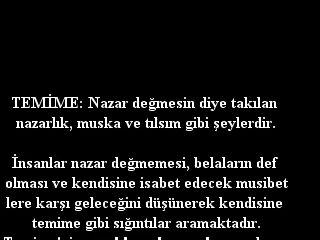 TEMİME: Nazar değmesin diye takılan
nazarlık, muska ve tılsım gibi şeylerdir.
İnsanlar nazar değmemesi, belaların def
olması ve kendisine isabet edecek musibet
lere karşı geleceğini düşünerek kendisine
temime gibi sığıntılar aramaktadır.